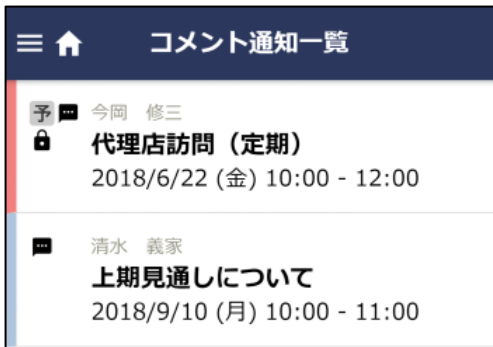 コメント通知一覧
予 今岡　修三
代理店訪問（定期）
2018/6/22 (金) 10:00 - 12:00
清水　義家
上期見通しについて
2018/9/10 (月) 10:00 - 11:00